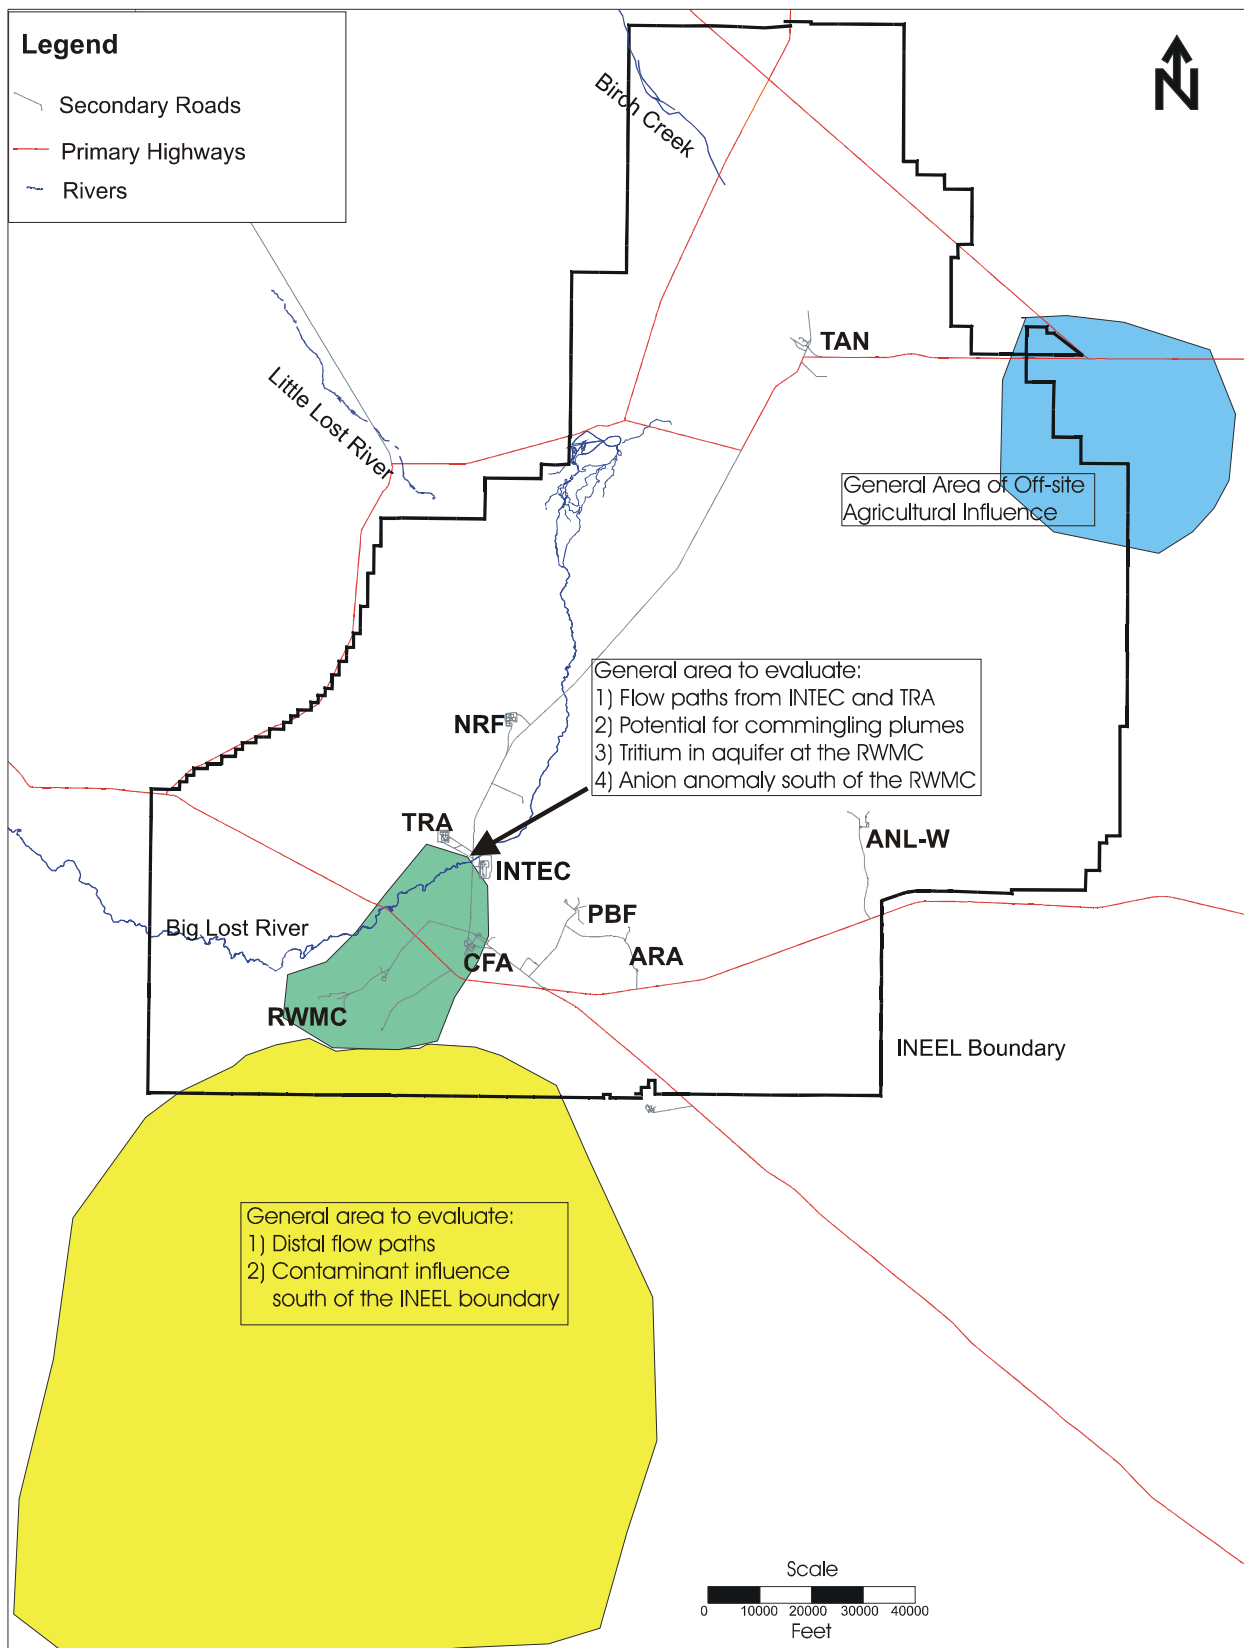 Legend
Secondary Roads
Primary Highways
Rivers
N
Birch Creek
TAN
Little Lost River
General Area of Off-site
Agricultural Influence
General area to evaluate:
1) Flow paths from INTEC and TRA
2) Potential for commingling plumes
3) Tritium in aquifer at the RWMC
4) Anion anomaly south of the RWMC
NRF
TRA
INTEC
ANL-W
PBF
Big Lost River
ARA
CFA
RWMC
INEEL Boundary
General area to evaluate:
1) Distal flow paths
2) Contaminant influence
south of the INEEL boundary
Scale
0 10000 20000 30000 40000
Feet